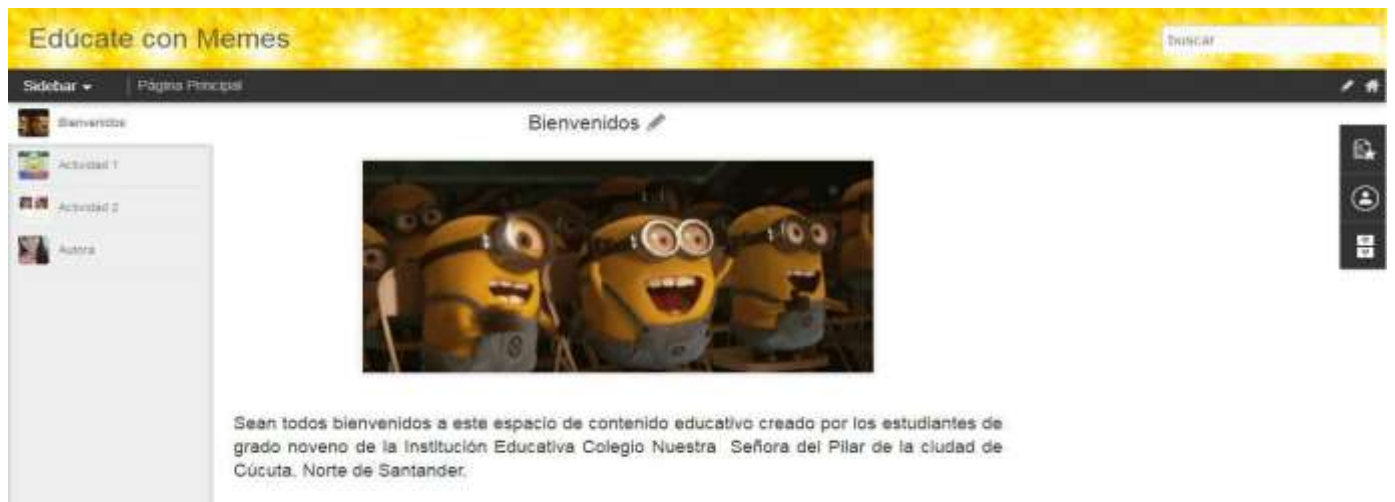 Edúcate con Memes
buscar
Sidebar
Página Principal
Bienvenidos
Actividad 1
Actividad 2
Autora
Bienvenidos
Sean todos bienvenidos a este espacio de contenido educativo creado por los estudiantes de
grado noveno de la Institución Educativa Colegio Nuestra Señora del Pilar de la ciudad de
Cúcuta, Norte de Santander.